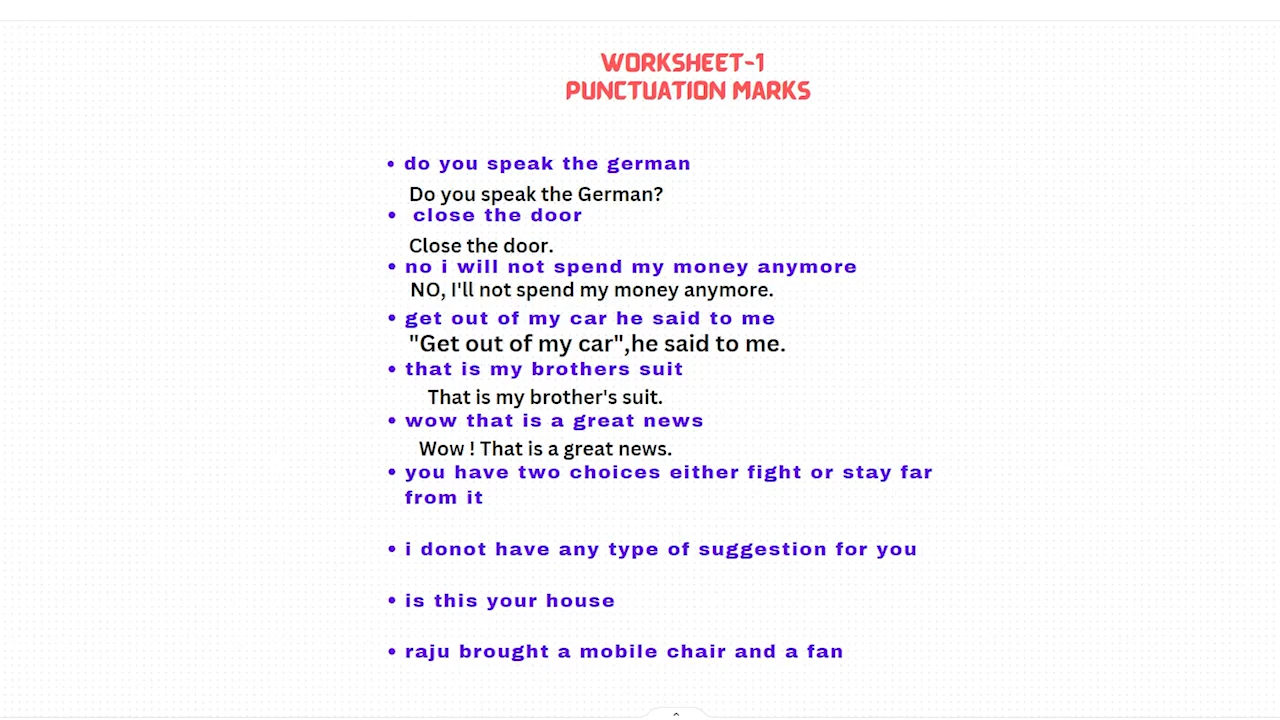 WORKSHEET-1
PUNCTUATION MARKS
• do you speak the german
Do you speak the German?
• close the door
Close the door.
• no i will not spend my money anymore
NO, I'll not spend my money anymore.
• get out of my car he said to me
"Get out of my car",he said to me.
• that is my brothers suit
That is my brother's suit.
• wow that is a great news
Wow ! That is a great news.
• you have two choices either fight or stay far
from it
• i donot have any type of suggestion for you
• is this your house
• raju brought a mobile chair and a fan